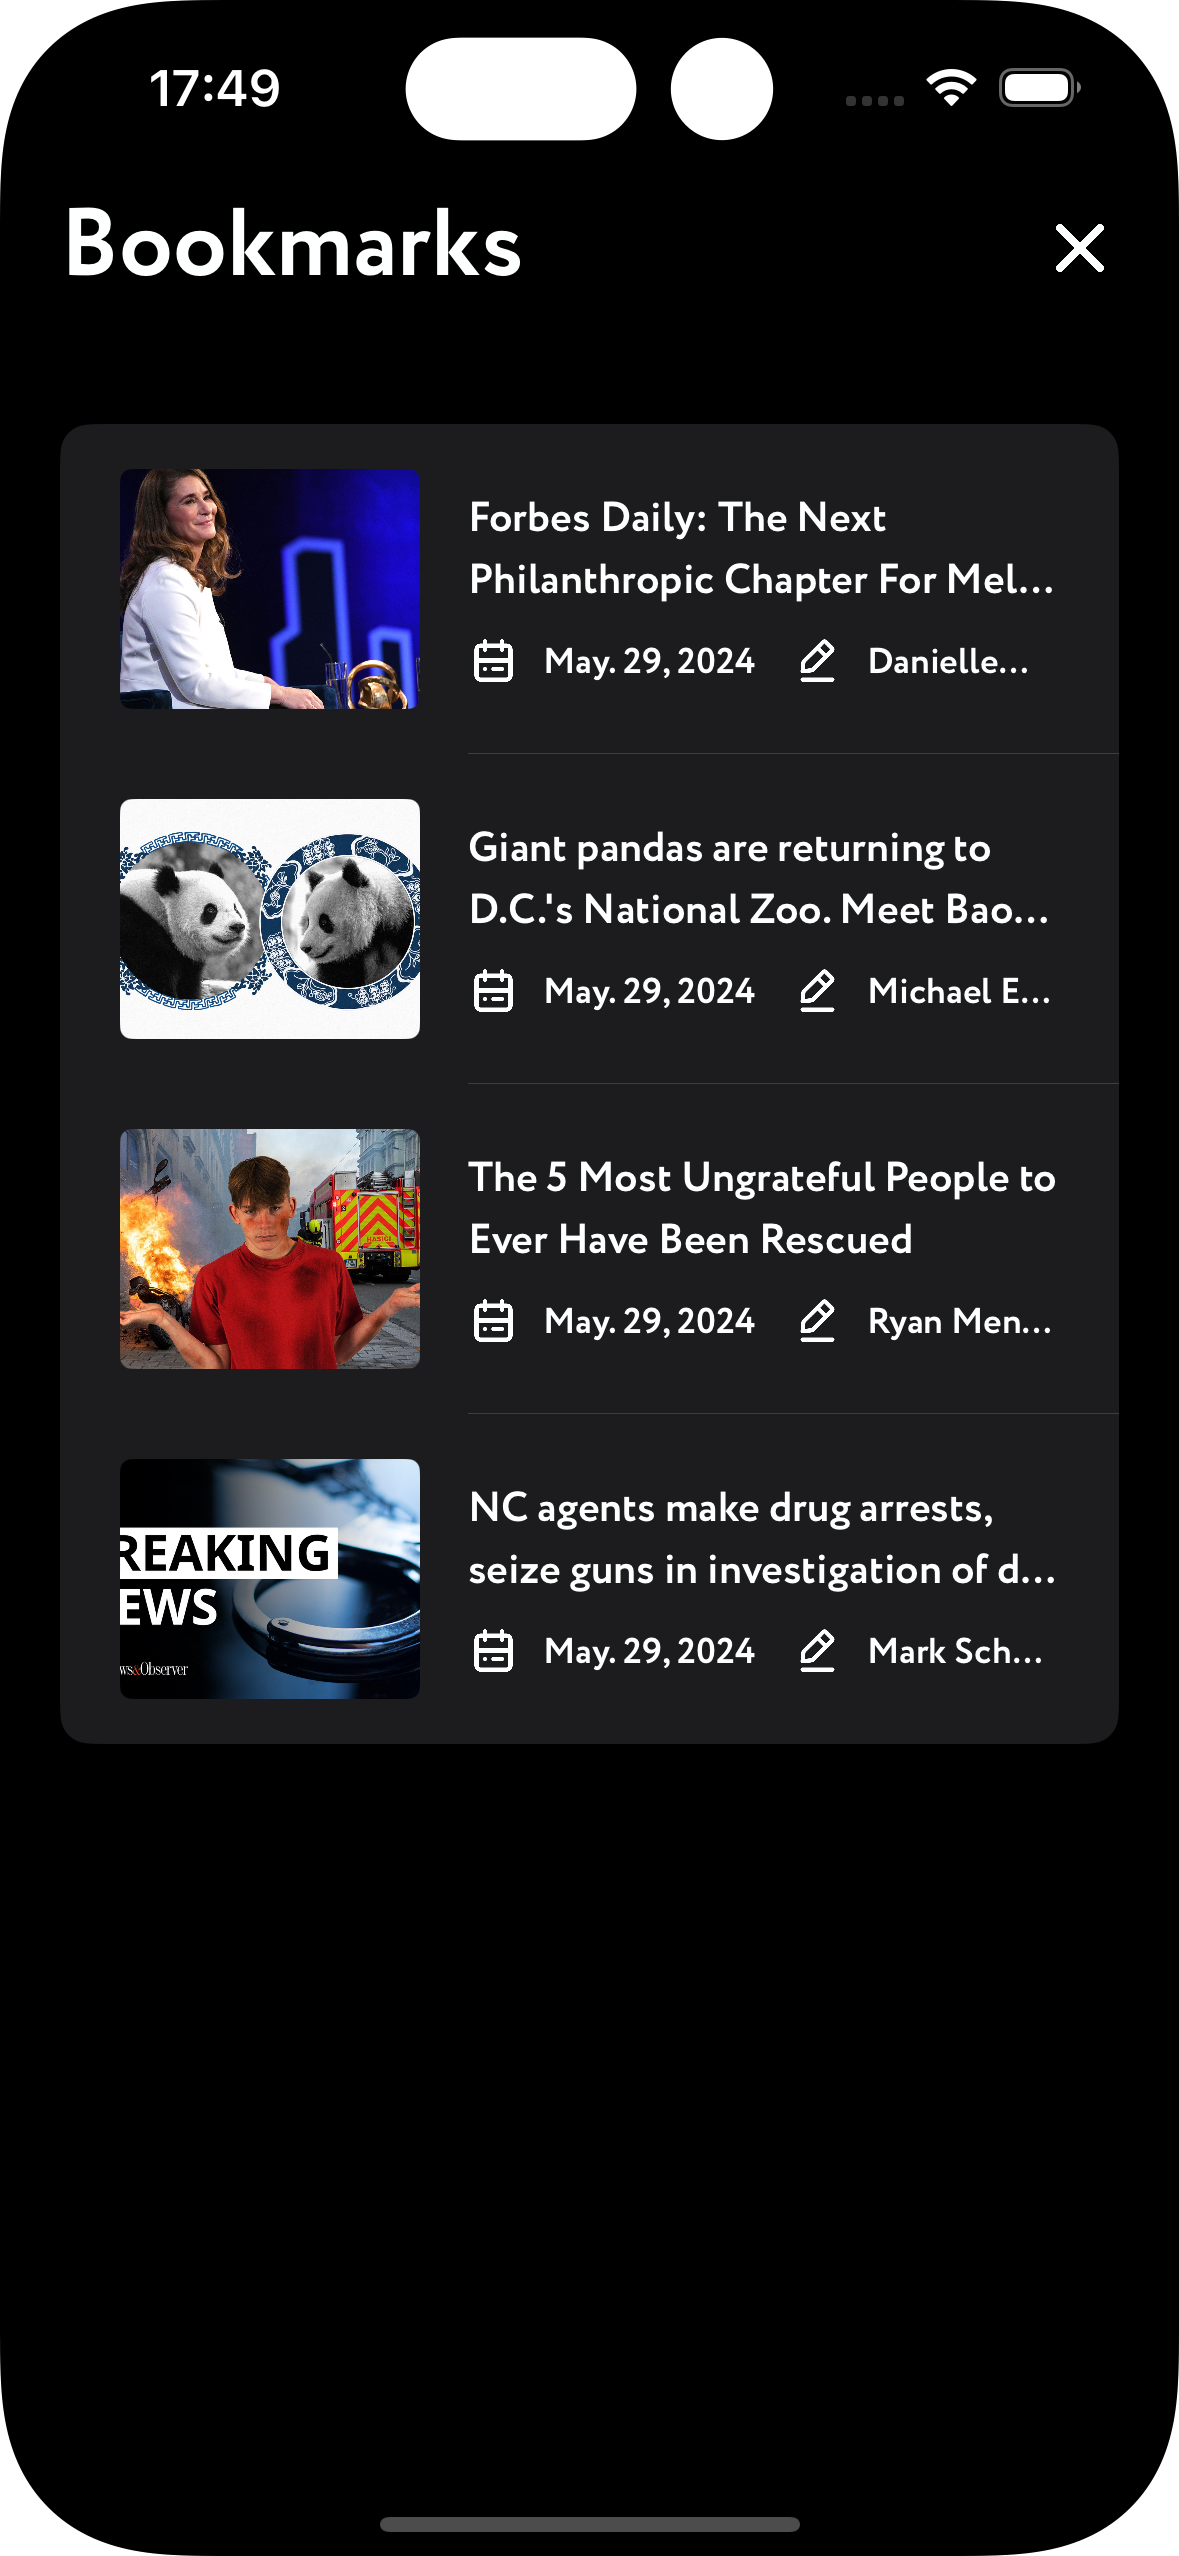 17:49
Bookmarks
Forbes Daily: The Next
Philanthropic Chapter For Mel...
May. 29, 2024
Danielle...
Giant pandas are returning to
D.C.'s National Zoo. Meet Bao...
May. 29, 2024
Michael E...
HASIČI
The 5 Most Ungrateful People to
Ever Have Been Rescued
May. 29, 2024
Ryan Men...
REAKING
EWS
ws&Observer
NC agents make drug arrests,
seize guns in investigation of d...
May. 29, 2024
Mark Sch...